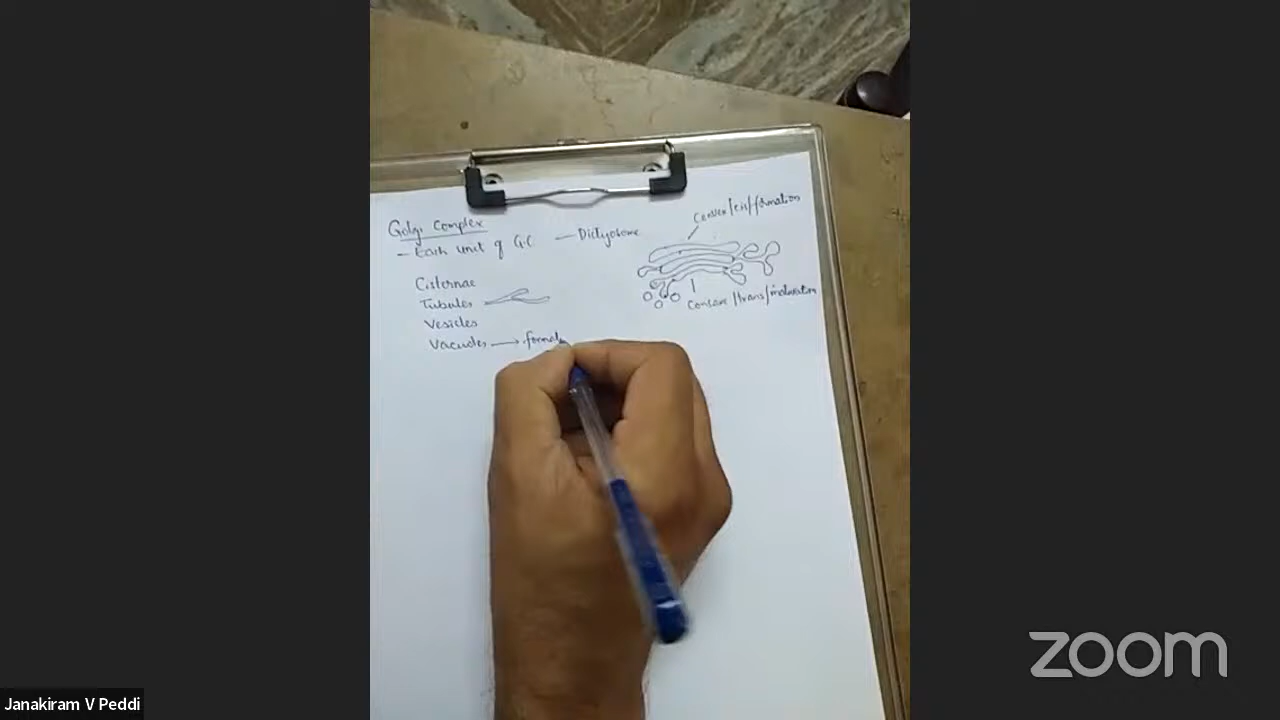 Golgi Complex
- Each unit of G.C — Dictyosome
Convex/cis/formation
Cisternae
Tubules
Concave/trans/maturation
Vesicles
Vacuoles → format
Janakiram V Peddi
zoom